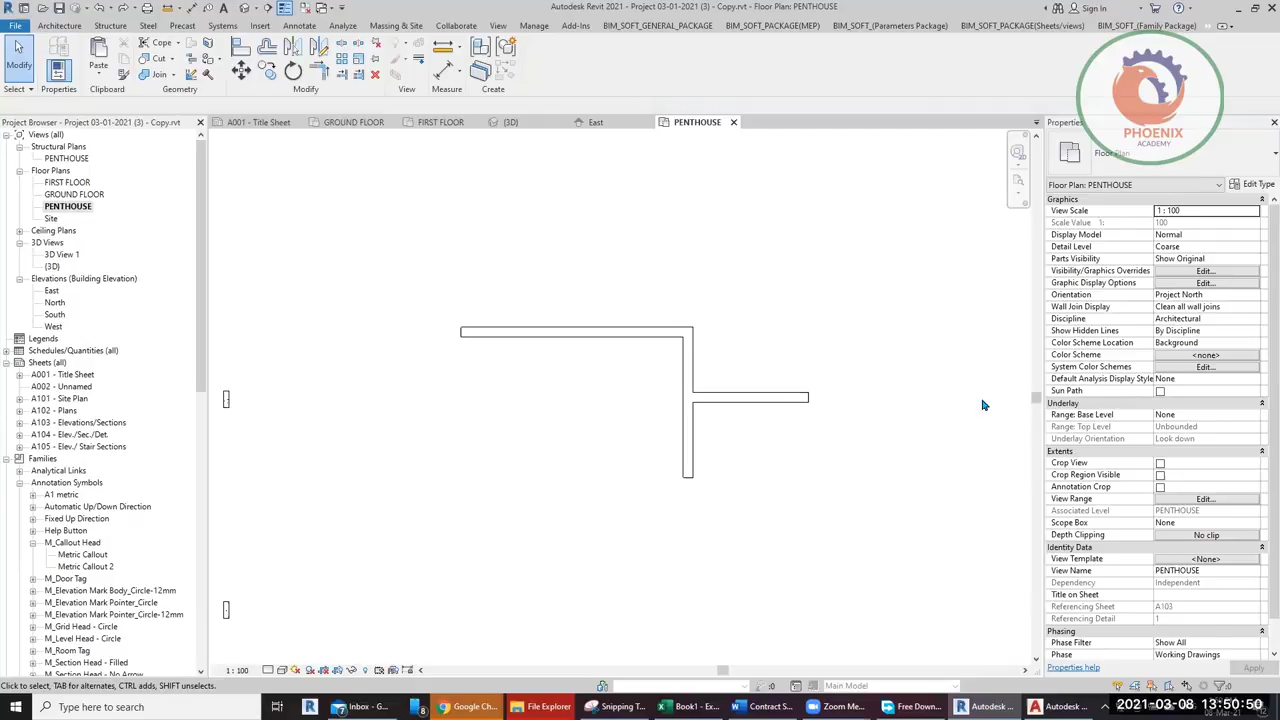 Autodesk Revit 2021 - Project 03-01-2021 (3) - Copy.rvt - Floor Plan: PENTHOUSE
Sign In
File Architecture Structure Steel Precast Systems Insert Annotate Analyze Massing & Site Collaborate View Manage Add-Ins BIM_SOFT_GENERAL_PACKAGE BIM_SOFT_PACKAGE(MEP) BIM_SOFT_(Parameters Package) BIM_SOFT_PACKAGE(Sheets/views) BIM_SOFT_(Family Package)
Modify Paste Cope
Cut
Join
Properties
Select Properties Clipboard Geometry Modify View Measure Create
PHOENIX
ACADEMY
Project Browser - Project 03-01-2021 (3) - Copy.rvt
A001 - Title Sheet GROUND FLOOR FIRST FLOOR {3D} East PENTHOUSE
Views (all)
Structural Plans
PENTHOUSE
Floor Plans
FIRST FLOOR
GROUND FLOOR
PENTHOUSE
Site
Ceiling Plans
3D Views
3D View 1
{3D}
Elevations (Building Elevation)
East
North
South
West
Legends
Schedules/Quantities (all)
Sheets (all)
A001 - Title Sheet
A002 - Unnamed
A101 - Site Plan
A102 - Plans
A103 - Elevations/Sections
A104 - Elev./Sec./Det.
A105 - Elev./ Stair Sections
Families
Analytical Links
Annotation Symbols
A1 metric
Automatic Up/Down Direction
Fixed Up Direction
Help Button
M_Callout Head
Metric Callout
Metric Callout 2
M_Door Tag
M_Elevation Mark Body_Circle-12mm
M_Elevation Mark Pointer_Circle
M_Elevation Mark Pointer_Circle-12mm
M_Grid Head - Circle
M_Level Head - Circle
M_Room Tag
M_Section Head - Filled
M_Section Head - No Arrow
Properties
Floor Plan
Floor Plan: PENTHOUSE Edit Type
Graphics
View Scale 1 : 100
Scale Value 1: 100
Display Model Normal
Detail Level Coarse
Parts Visibility Show Original
Visibility/Graphics Overrides Edit...
Graphic Display Options Edit...
Orientation Project North
Wall Join Display Clean all wall joins
Discipline Architectural
Show Hidden Lines By Discipline
Color Scheme Location Background
Color Scheme <none>
System Color Schemes Edit...
Default Analysis Display Style None
Sun Path
Underlay
Range: Base Level None
Range: Top Level Unbounded
Underlay Orientation Look down
Extents
Crop View
Crop Region Visible
Annotation Crop
View Range Edit...
Associated Level PENTHOUSE
Scope Box None
Depth Clipping No clip
Identity Data
View Template <None>
View Name PENTHOUSE
Dependency Independent
Title on Sheet
Referencing Sheet A103
Referencing Detail 1
Phasing
Phase Filter Show All
Phase Working Drawings
Properties help Apply
1 : 100
Click to select, TAB for alternates, CTRL adds, SHIFT unselects.
:0 Main Model :0
Type here to search
Inbox - G... Google Ch... File Explorer Snipping T... Book1 - Ex... Contract S... Zoom Me... Free Down... Autodesk ... Autodesk ...
2021-03-08 13:50:50